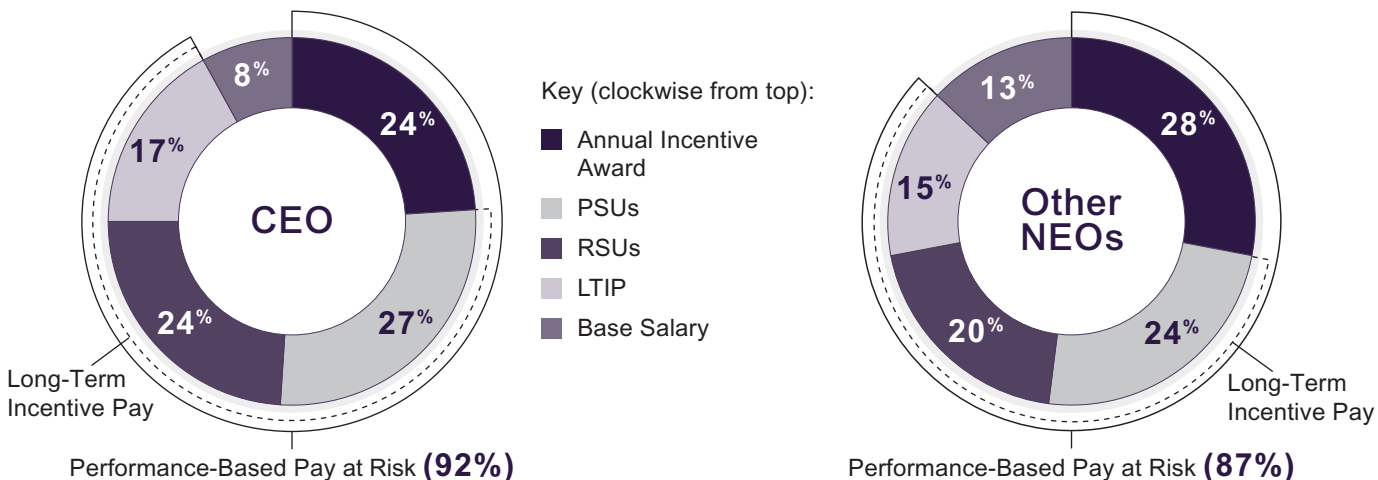 8%
24%
17%
CEO
24%
27%
Long-Term
Incentive Pay
Performance-Based Pay at Risk (92%)
Key (clockwise from top):
Annual Incentive
Award
PSUs
RSUs
LTIP
Base Salary
13%
28%
15%
Other
NEOs
20%
24%
Long-Term
Incentive Pay
Performance-Based Pay at Risk (87%)